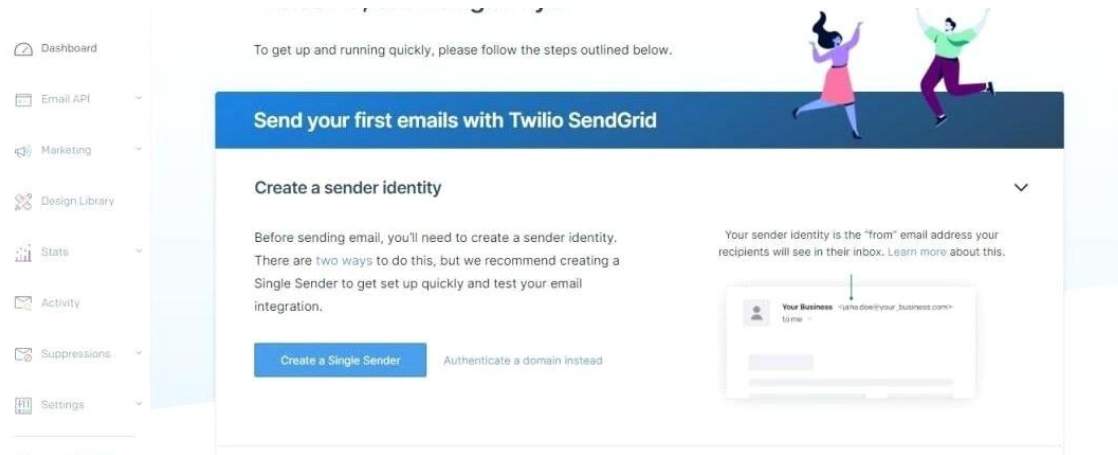 Dashboard
Email API
Marketing
Design Library
Stats
Activity
Suppressions
Settings
To get up and running quickly, please follow the steps outlined below.
Send your first emails with Twilio SendGrid
Create a sender identity
Before sending email, you'll need to create a sender identity.
There are two ways to do this, but we recommend creating a
Single Sender to get set up quickly and test your email
integration.
Create a Single Sender
Authenticate a domain instead
Your sender identity is the "from" email address your
recipients will see in their inbox. Learn more about this.
Your Business <jane.doe@your_business.com>
to me